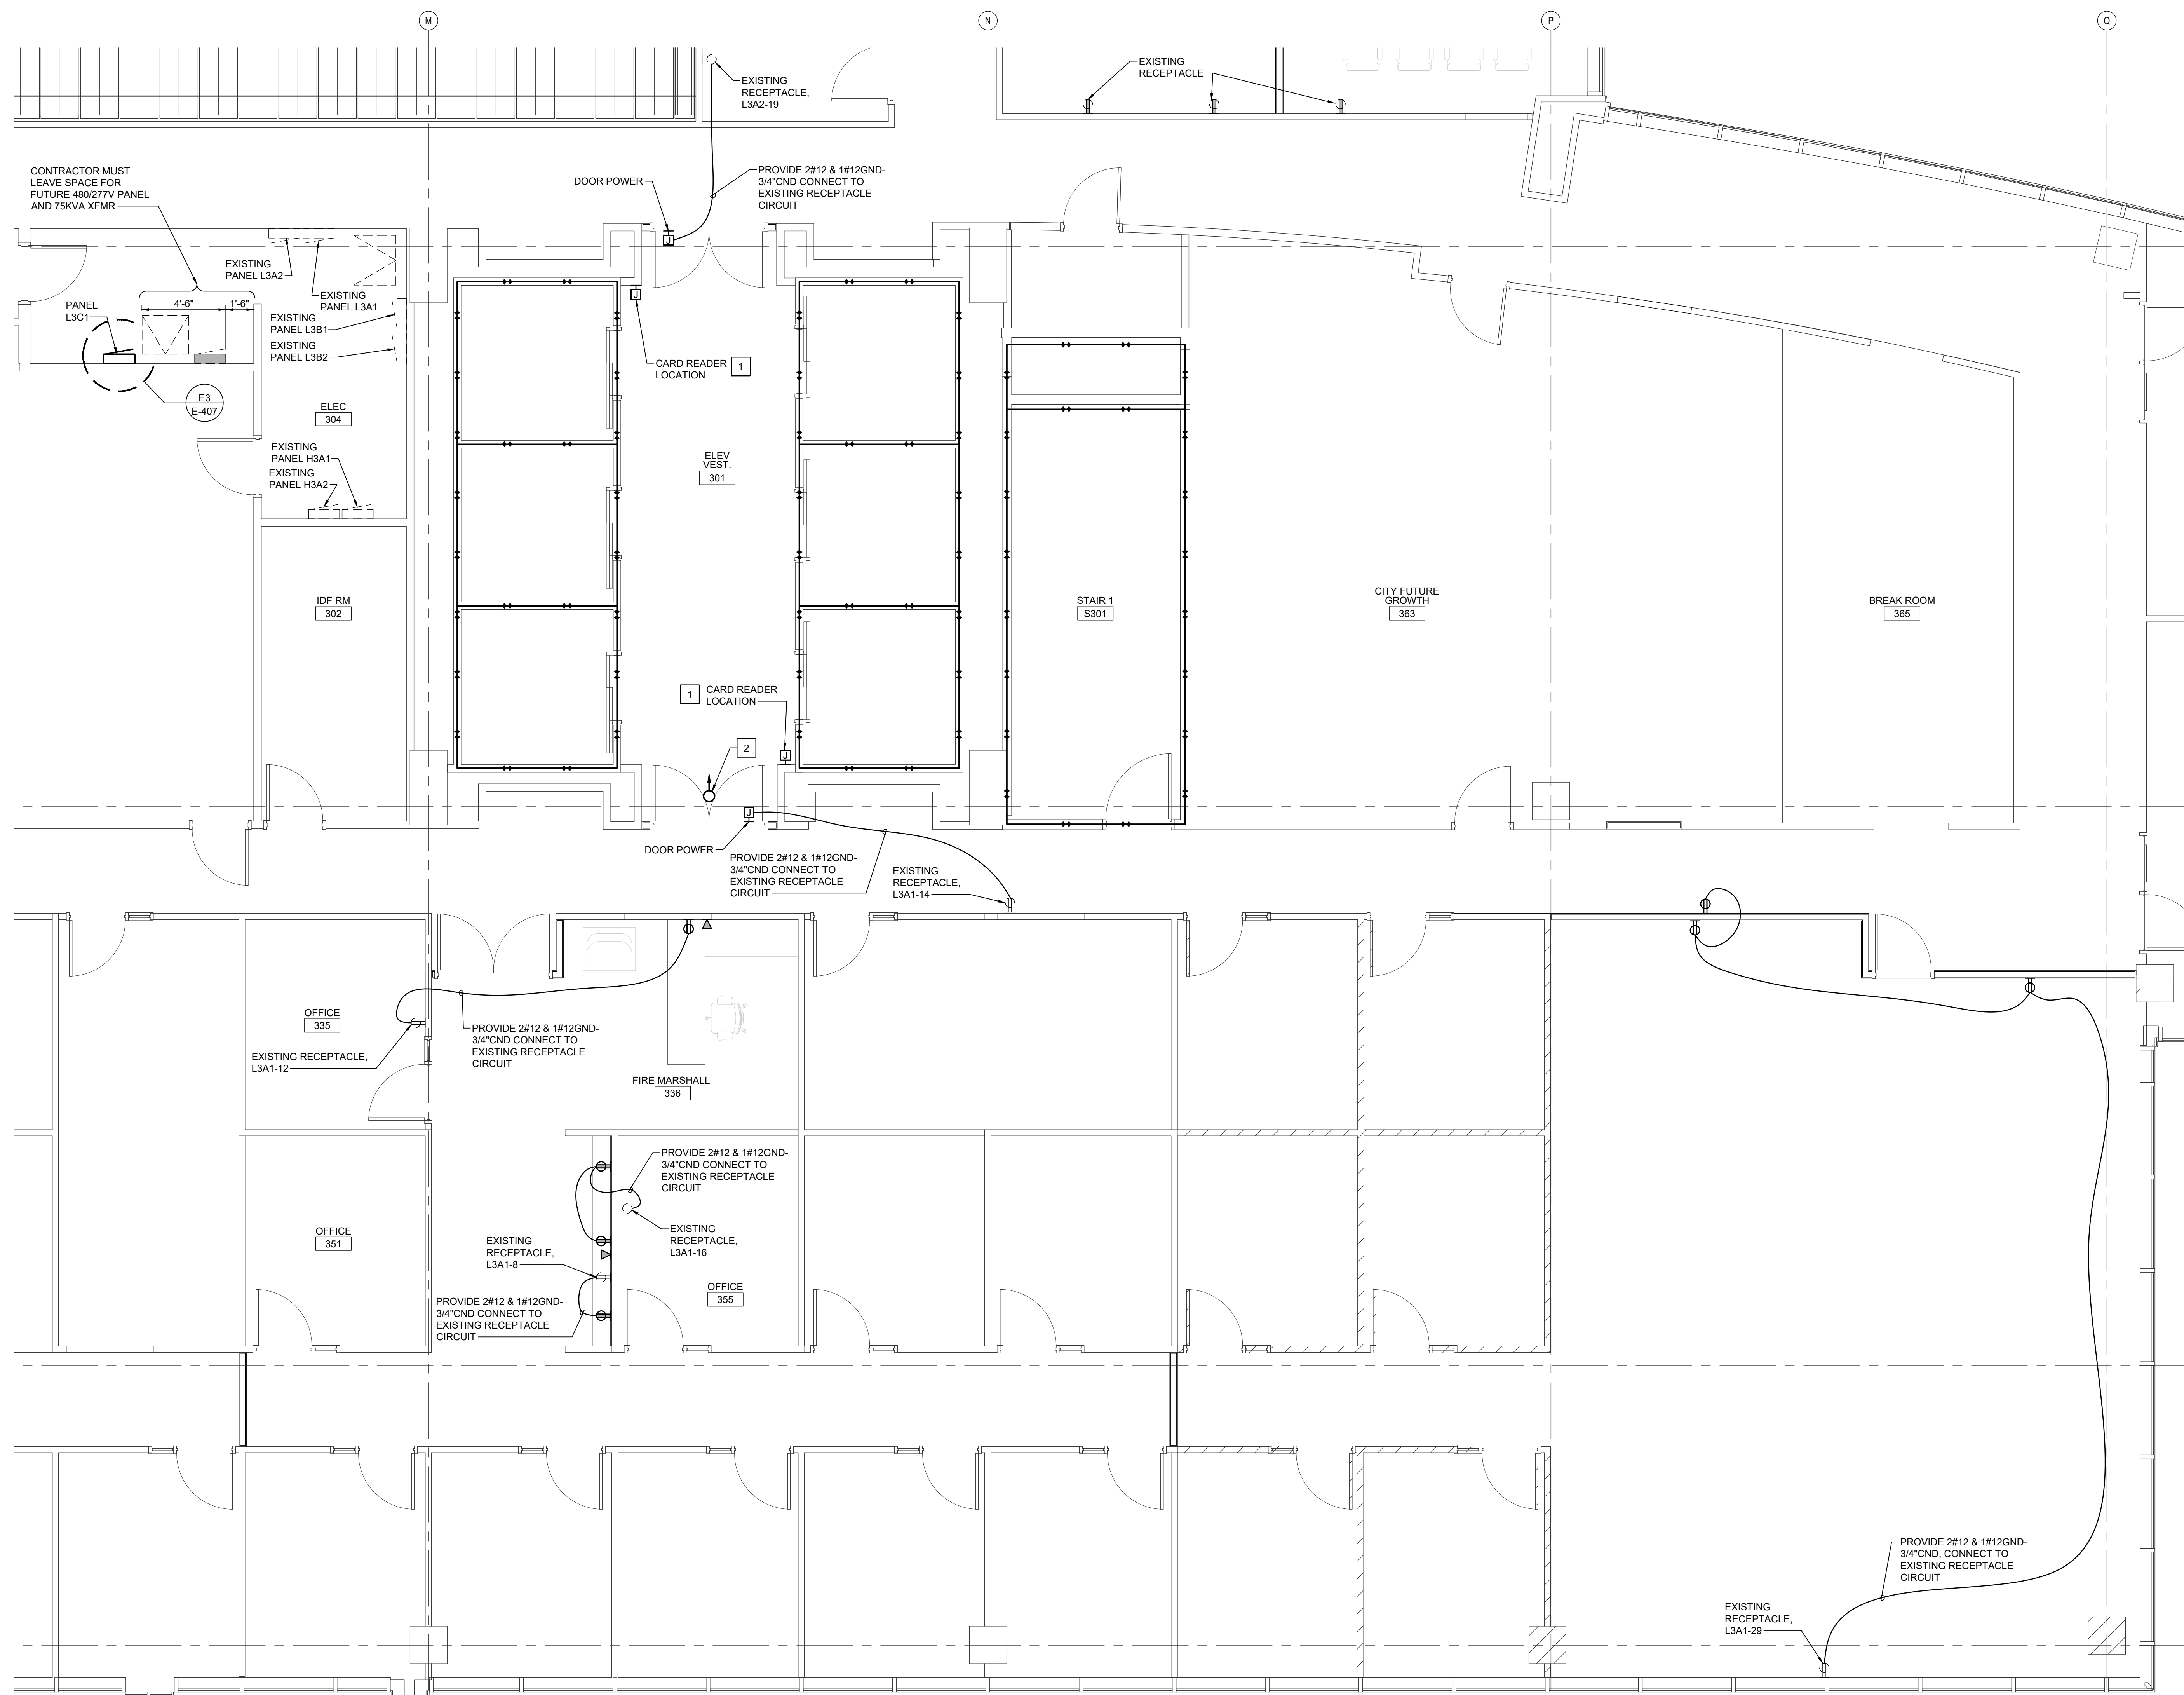 M
N
P
Q
EXISTING
RECEPTACLE,
L3A2-19
EXISTING
RECEPTACLE
CONTRACTOR MUST
LEAVE SPACE FOR
FUTURE 480/277V PANEL
AND 75KVA XFMR
DOOR POWER
PROVIDE 2#12 & 1#12GND-
3/4"CND CONNECT TO
EXISTING RECEPTACLE
CIRCUIT
J
EXISTING
PANEL L3A2
EXISTING
PANEL L3A1
PANEL
L3C1
4'-6"
1'-6"
EXISTING
PANEL L3B1
EXISTING
PANEL L3B2
J
CARD READER
LOCATION
1
E3
E-407
ELEC
304
EXISTING
PANEL H3A1
EXISTING
PANEL H3A2
ELEV
VEST.
301
IDF RM
302
STAIR 1
S301
CITY FUTURE
GROWTH
363
BREAK ROOM
365
1
CARD READER
LOCATION
2
J
J
DOOR POWER
PROVIDE 2#12 & 1#12GND-
3/4"CND CONNECT TO
EXISTING RECEPTACLE
CIRCUIT
EXISTING
RECEPTACLE,
L3A1-14
OFFICE
335
EXISTING RECEPTACLE,
L3A1-12
PROVIDE 2#12 & 1#12GND-
3/4"CND CONNECT TO
EXISTING RECEPTACLE
CIRCUIT
FIRE MARSHALL
336
PROVIDE 2#12 & 1#12GND-
3/4"CND CONNECT TO
EXISTING RECEPTACLE
CIRCUIT
OFFICE
351
EXISTING
RECEPTACLE,
L3A1-8
EXISTING
RECEPTACLE,
L3A1-16
OFFICE
355
PROVIDE 2#12 & 1#12GND-
3/4"CND CONNECT TO
EXISTING RECEPTACLE
CIRCUIT
PROVIDE 2#12 & 1#12GND-
3/4"CND, CONNECT TO
EXISTING RECEPTACLE
CIRCUIT
EXISTING
RECEPTACLE,
L3A1-29